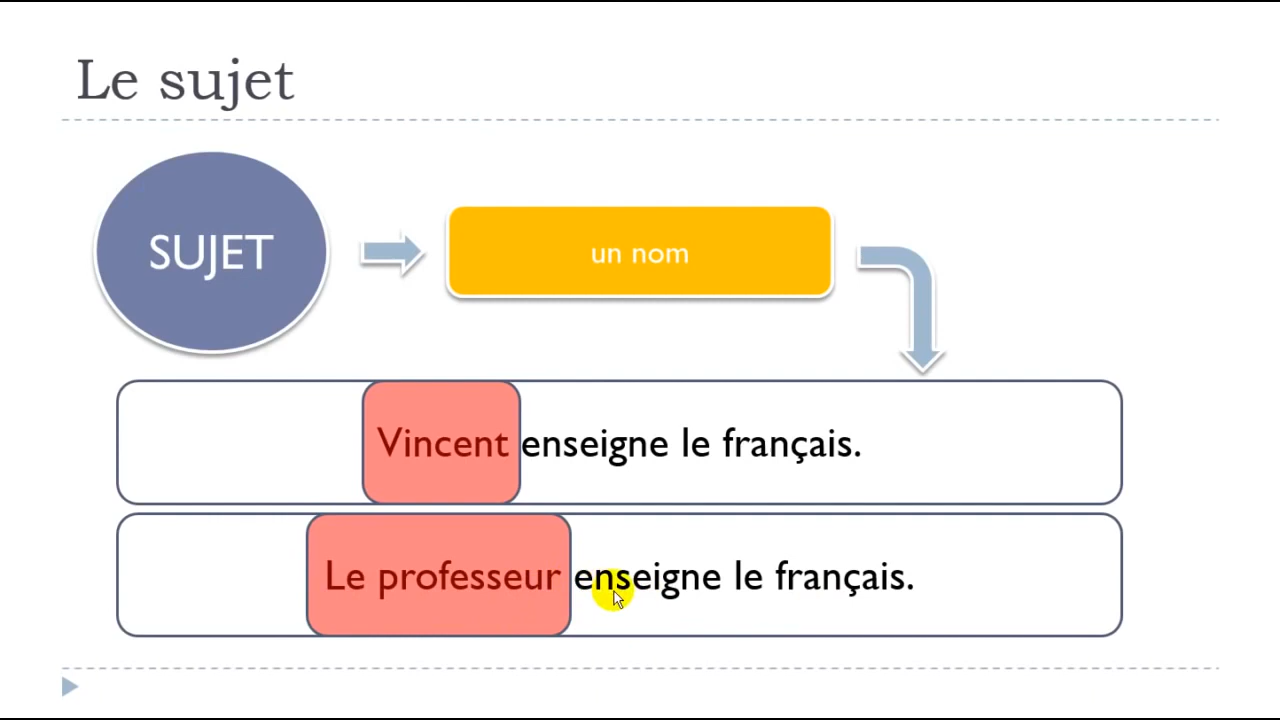 Le sujet
SUJET
un nom
Vincent enseigne le français.
Le professeur enseigne le français.